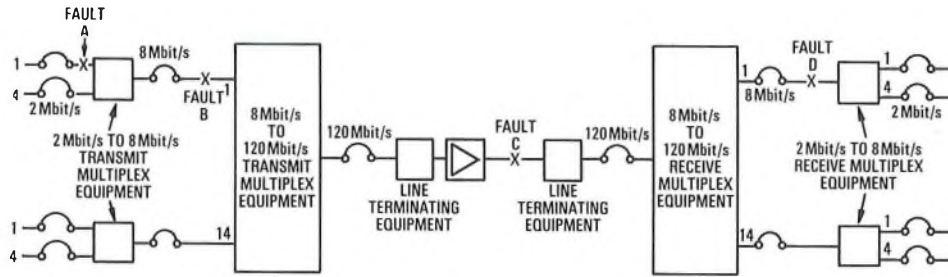 FAULT
A
8 Mbit/s
1
4
2 Mbit/s
FAULT
B
1
2 Mbit/s TO 8 Mbit/s
TRANSMIT
MULTIPLEX
EQUIPMENT
1
4
14
8 Mbit/s
TO
120 Mbit/s
TRANSMIT
MULTIPLEX
EQUIPMENT
120 Mbit/s
LINE
TERMINATING
EQUIPMENT
FAULT
C
LINE
TERMINATING
EQUIPMENT
120 Mbit/s
8 Mbit/s
TO
120 Mbit/s
RECEIVE
MULTIPLEX
EQUIPMENT
1
8 Mbit/s
FAULT
D
1
4
2 Mbit/s
2 Mbit/s TO 8 Mbit/s
RECEIVE MULTIPLEX
EQUIPMENT
14
1
4